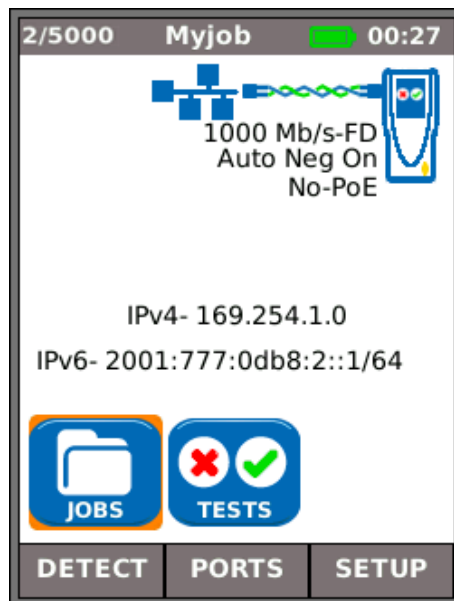 2/5000 Myjob 00:27
1000 Mb/s-FD
Auto Neg On
No-PoE
IPv4- 169.254.1.0
IPv6- 2001:777:0db8:2::1/64
JOBS TESTS
DETECT PORTS SETUP